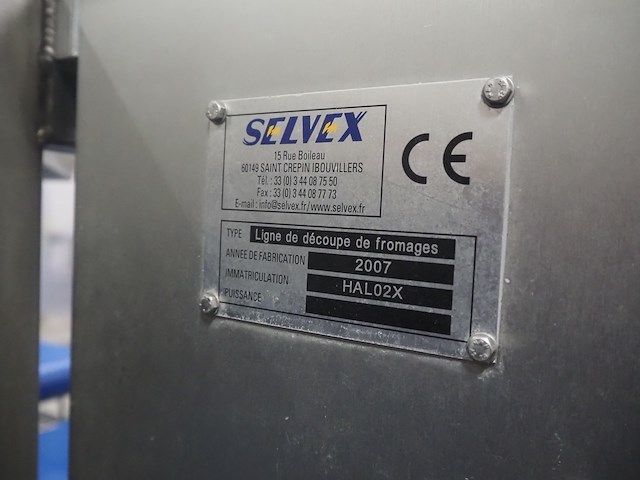 SELVEX
15 Rue Boileau
60149 SAINT CREPIN IBOUVILLERS
Tél. : 33 (0) 3 44 08 75 50
Fax : 33 (0) 3 44 08 77 73
E-mail : info@selvex.fr / www.selvex.fr
CE
TYPE Ligne de découpe de fromages
ANNEE DE FABRICATION 2007
IMMATRICULATION HAL02X
PUISSANCE